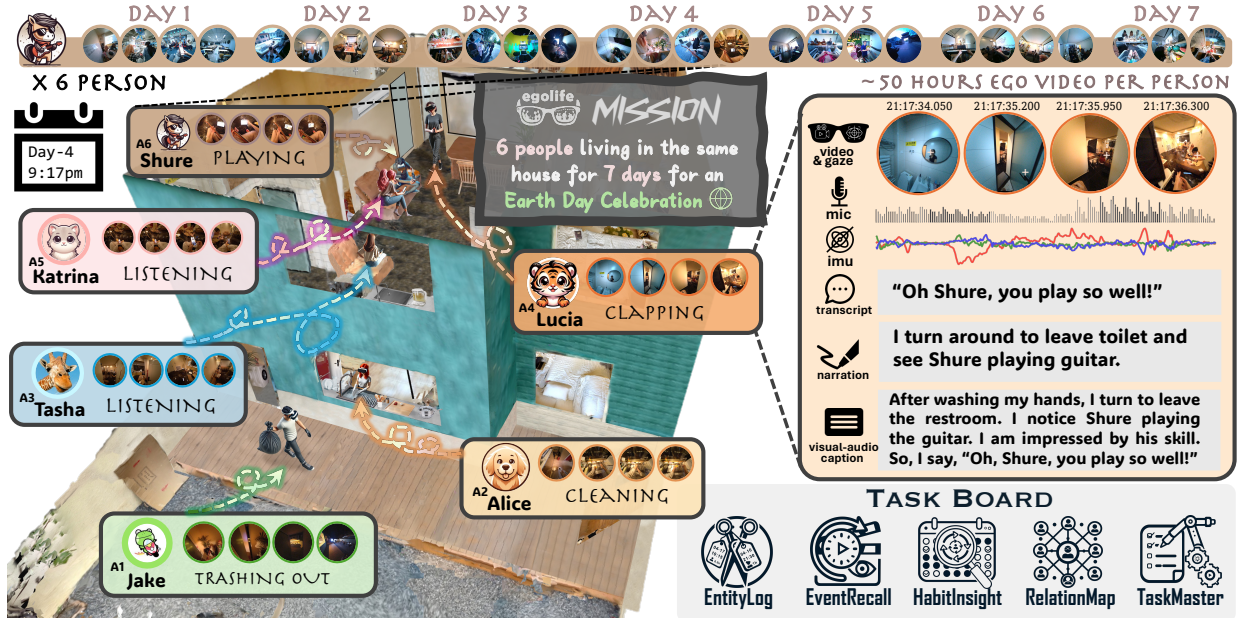 DAY 1 DAY 2 DAY 3 DAY 4 DAY 5 DAY 6 DAY 7
X 6 PERSON
~50 HOURS EGO VIDEO PER PERSON
Day-4
9:17pm
A6 Shure PLAYING
egolife MISSION
6 people living in the same
house for 7 days for an
Earth Day Celebration
A5 Katrina LISTENING
A4 Lucia CLAPPING
A3 Tasha LISTENING
A2 Alice CLEANING
A1 Jake TRASHING OUT
21:17:34.050 21:17:35.200 21:17:35.950 21:17:36.300
video
& gaze
mic
imu
transcript
“Oh Shure, you play so well!”
narration
I turn around to leave toilet and
see Shure playing guitar.
visual-audio
caption
After washing my hands, I turn to leave
the restroom. I notice Shure playing
the guitar. I am impressed by his skill.
So, I say, “Oh, Shure, you play so well!”
TASK BOARD
EntityLog EventRecall HabitInsight RelationMap TaskMaster